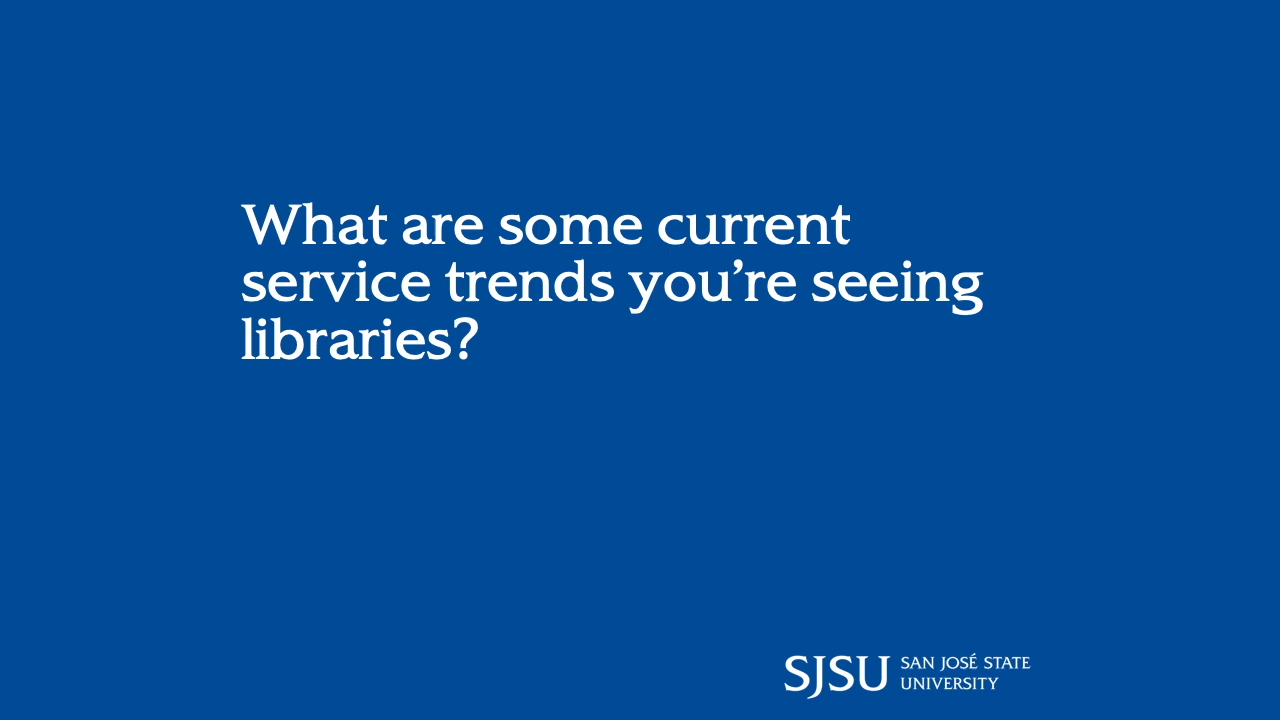 What are some current
service trends you’re seeing
libraries?
SJSU SAN JOSÉ STATE
UNIVERSITY